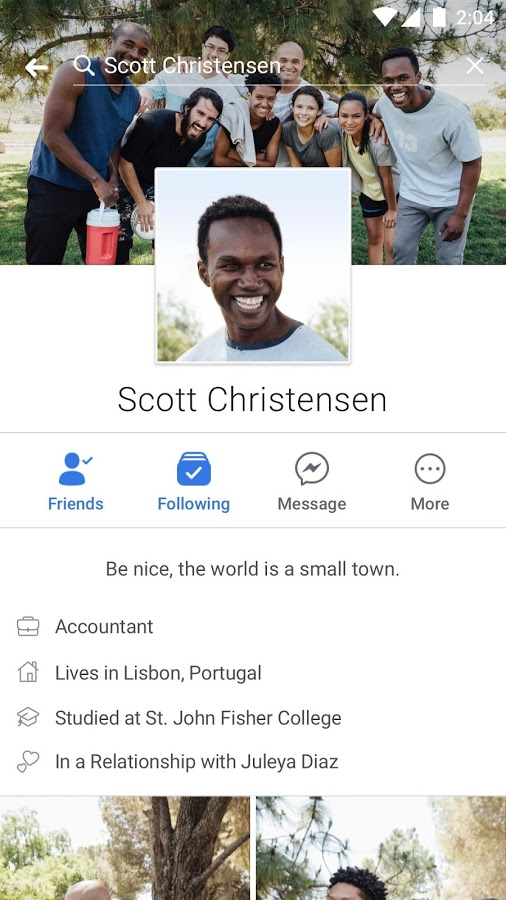 2:04
Scott Christensen
Scott Christensen
Friends Following Message More
Be nice, the world is a small town.
Accountant
Lives in Lisbon, Portugal
Studied at St. John Fisher College
In a Relationship with Juleya Diaz